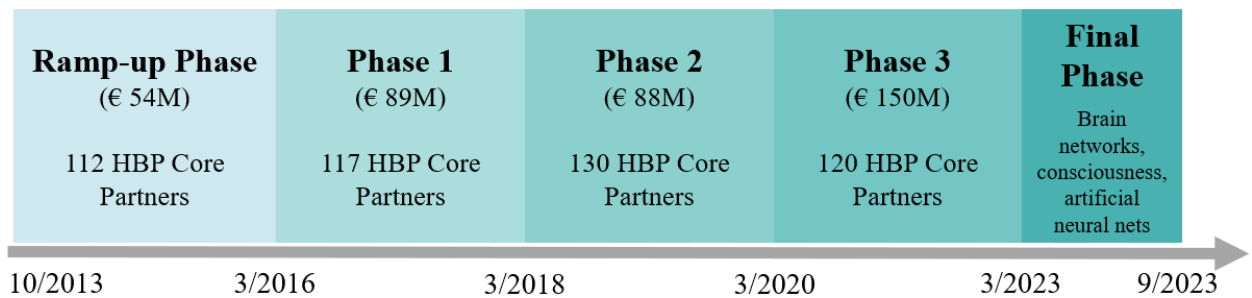 Ramp-up Phase
(€ 54M)
112 HBP Core
Partners
Phase 1
(€ 89M)
117 HBP Core
Partners
Phase 2
(€ 88M)
130 HBP Core
Partners
Phase 3
(€ 150M)
120 HBP Core
Partners
Final
Phase
Brain
networks,
consciousness,
artificial
neural nets
10/2013
3/2016
3/2018
3/2020
3/2023
9/2023